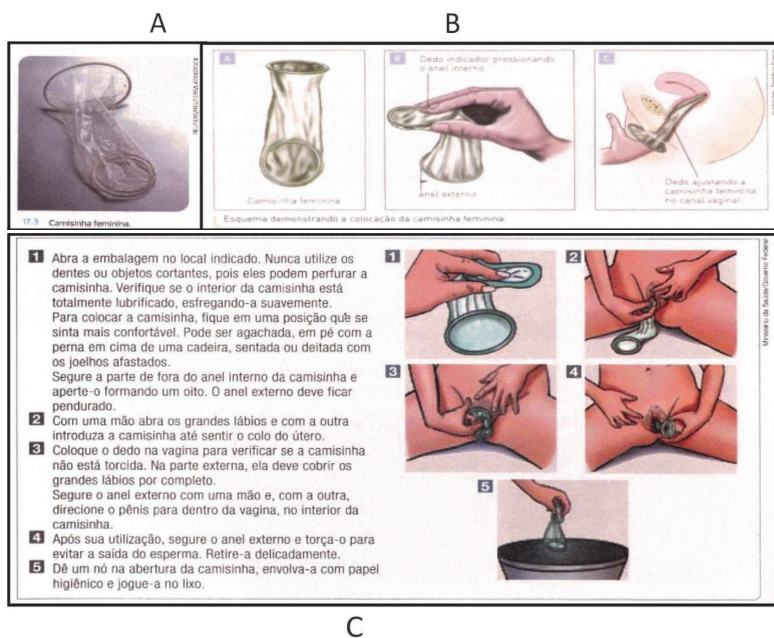 A
B
17.3 Camisinha feminina.
A
Camisinha feminina
B
Dedo indicador pressionando
o anel interno
anel externo
C
Dedo ajustando a
camisinha feminina
no canal vaginal
Esquema demonstrando a colocação da camisinha feminina.
1 Abra a embalagem no local indicado. Nunca utilize os
dentes ou objetos cortantes, pois eles podem perfurar a
camisinha. Verifique se o interior da camisinha está
totalmente lubrificado, esfregando-a suavemente.
Para colocar a camisinha, fique em uma posição que se
sinta mais confortável. Pode ser agachada, em pé com a
perna em cima de uma cadeira, sentada ou deitada com
os joelhos afastados.
Segure a parte de fora do anel interno da camisinha e
aperte-o formando um oito. O anel externo deve ficar
pendurado.
2 Com uma mão abra os grandes lábios e com a outra
introduza a camisinha até sentir o colo do útero.
3 Coloque o dedo na vagina para verificar se a camisinha
não está torcida. Na parte externa, ela deve cobrir os
grandes lábios por completo.
Segure o anel externo com uma mão e, com a outra,
direcione o pênis para dentro da vagina, no interior da
camisinha.
4 Após sua utilização, segure o anel externo e torça-o para
evitar a saída do esperma. Retire-a delicadamente.
5 Dê um nó na abertura da camisinha, envolva-a com papel
higiênico e jogue-a no lixo.
1
2
3
4
5
Ministério da Saúde/Governo Federal
C